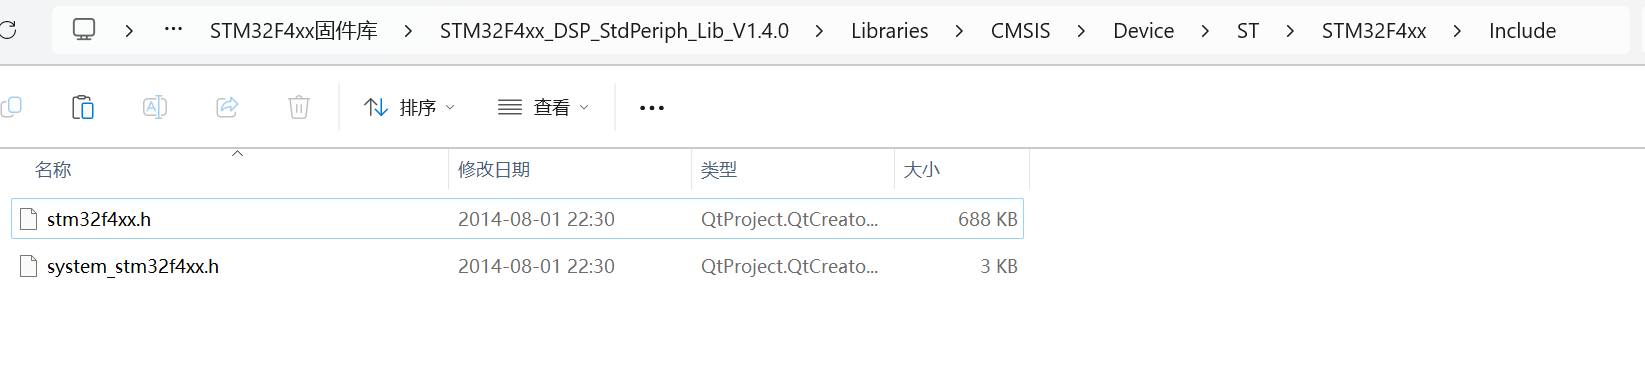 ··· STM32F4xx固件库 > STM32F4xx_DSP_StdPeriph_Lib_V1.4.0 > Libraries > CMSIS > Device > ST > STM32F4xx > Include
排序 查看 ···
名称 修改日期 类型 大小
stm32f4xx.h 2014-08-01 22:30 QtProject.QtCreato... 688 KB
system_stm32f4xx.h 2014-08-01 22:30 QtProject.QtCreato... 3 KB